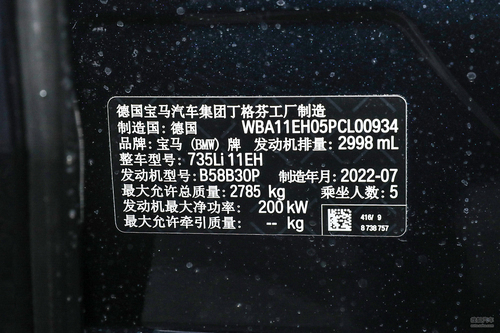 德国宝马汽车集团丁格芬工厂制造
制造国: 德国 WBA11EH05PCL00934
品牌: 宝马 (BMW) 牌 发动机排量: 2998 mL
整车型号: 735Li 11EH
发动机型号: B58B30P 制造年月: 2022-07
最大允许总质量: 2785 kg 乘坐人数: 5
发动机最大净功率: 200 kW
最大允许牵引质量: -- kg
416/ 9
8 738 757